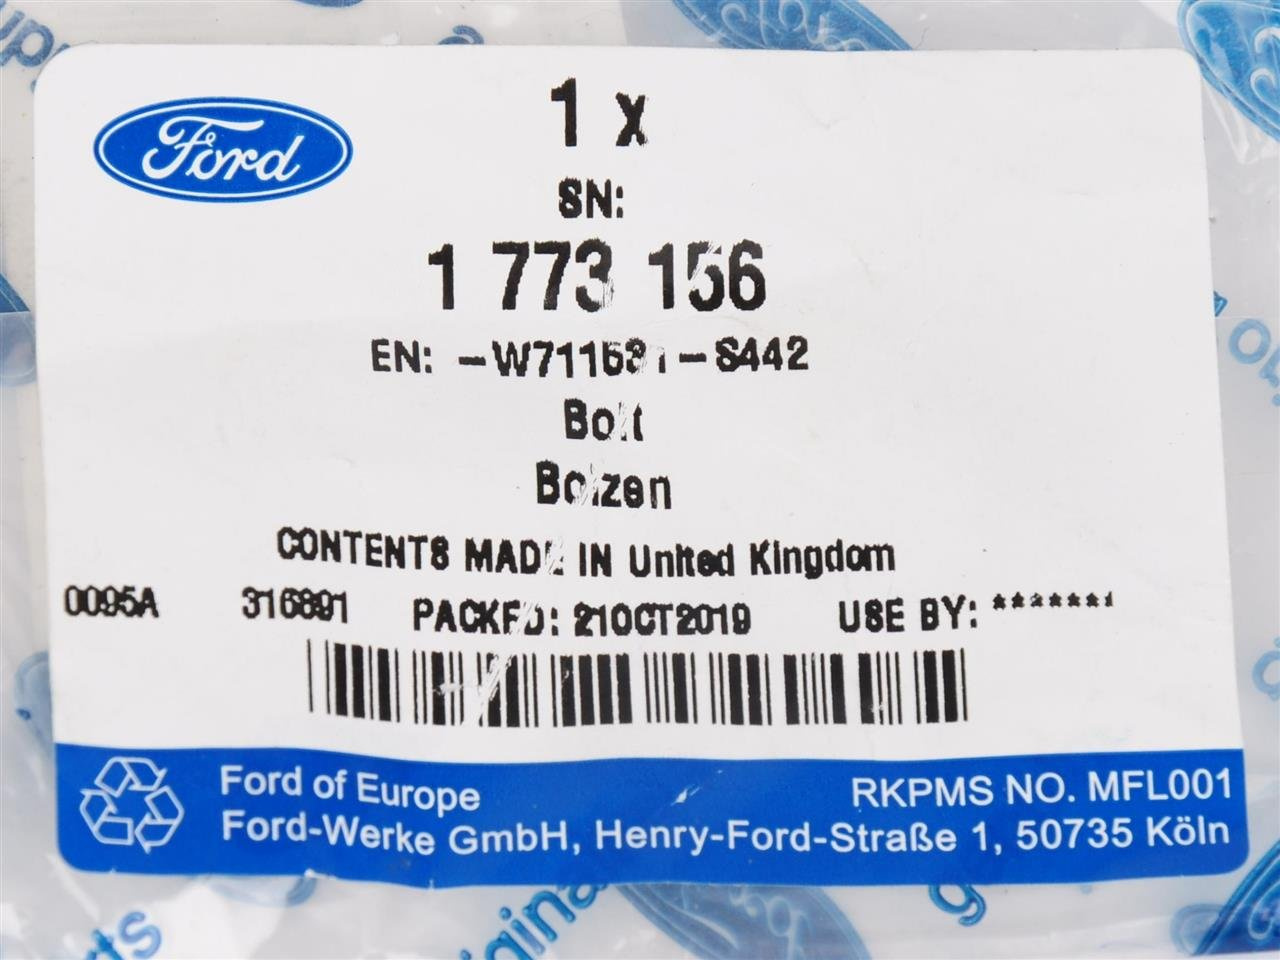 Ford
1 x
SN:
1 773 156
EN: -W711631-S442
Bolt
Bolzen
CONTENTS MADE IN United Kingdom
0095A 316891 PACKED: 21OCT2019 USE BY: *******
Ford of Europe RKPMS NO. MFL001
Ford-Werke GmbH, Henry-Ford-Straße 1, 50735 Köln